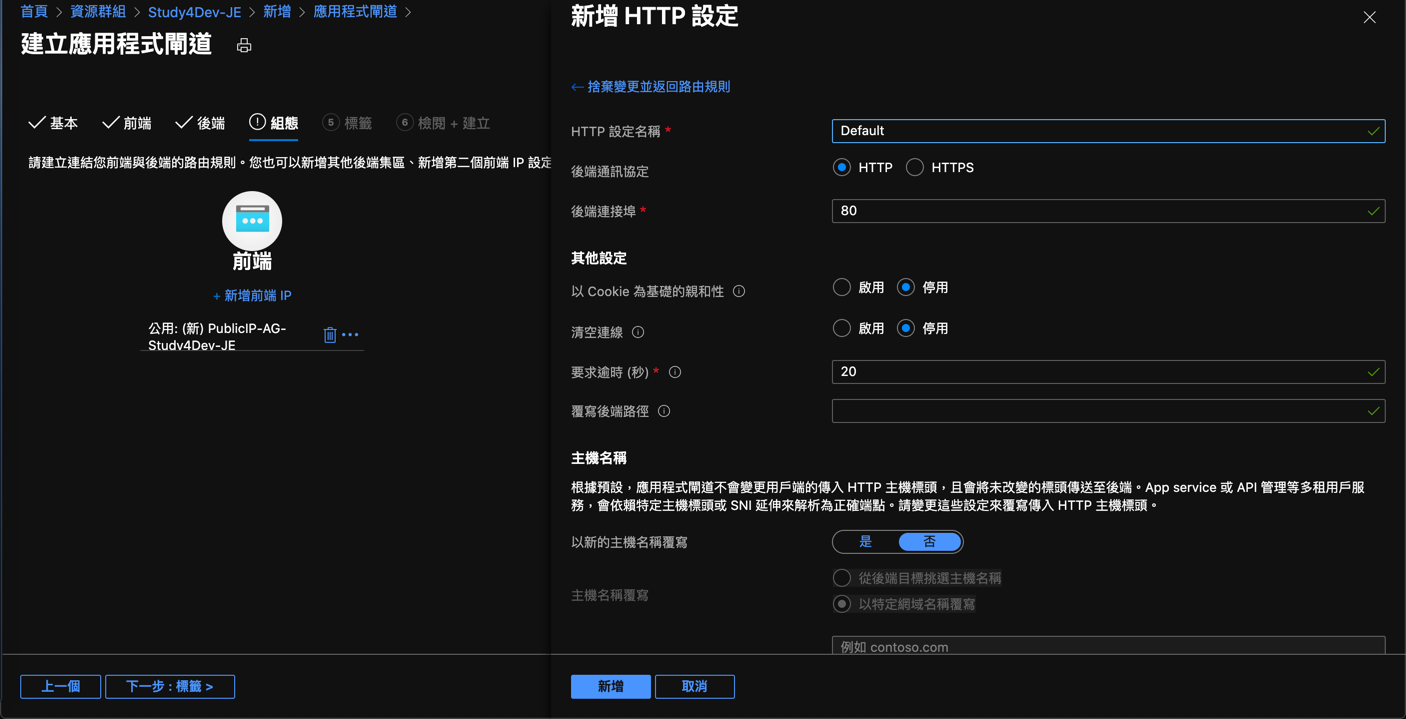 首頁 > 資源群組 > Study4Dev-JE > 新增 > 應用程式閘道 >
建立應用程式閘道
基本 前端 後端 組態 5 標籤 6 檢閱 + 建立
請建立連結您前端與後端的路由規則。您也可以新增其他後端集區、新增第二個前端 IP 設定
前端
+ 新增前端 IP
公用: (新) PublicIP-AG-
Study4Dev-JE
上一個 下一步 : 標籤 >
新增 HTTP 設定
← 捨棄變更並返回路由規則
HTTP 設定名稱 * Default
後端通訊協定 HTTP HTTPS
後端連接埠 * 80
其他設定
以 Cookie 為基礎的親和性 啟用 停用
清空連線 啟用 停用
要求逾時 (秒) * 20
覆寫後端路徑
主機名稱
根據預設，應用程式閘道不會變更用戶端的傳入 HTTP 主機標頭，且會將未改變的標頭傳送至後端。App service 或 API 管理等多租用戶服
務，會依賴特定主機標頭或 SNI 延伸來解析為正確端點。請變更這些設定來覆寫傳入 HTTP 主機標頭。
以新的主機名稱覆寫 是 否
從後端目標挑選主機名稱
主機名稱覆寫
以特定網域名稱覆寫
例如 contoso.com
新增 取消